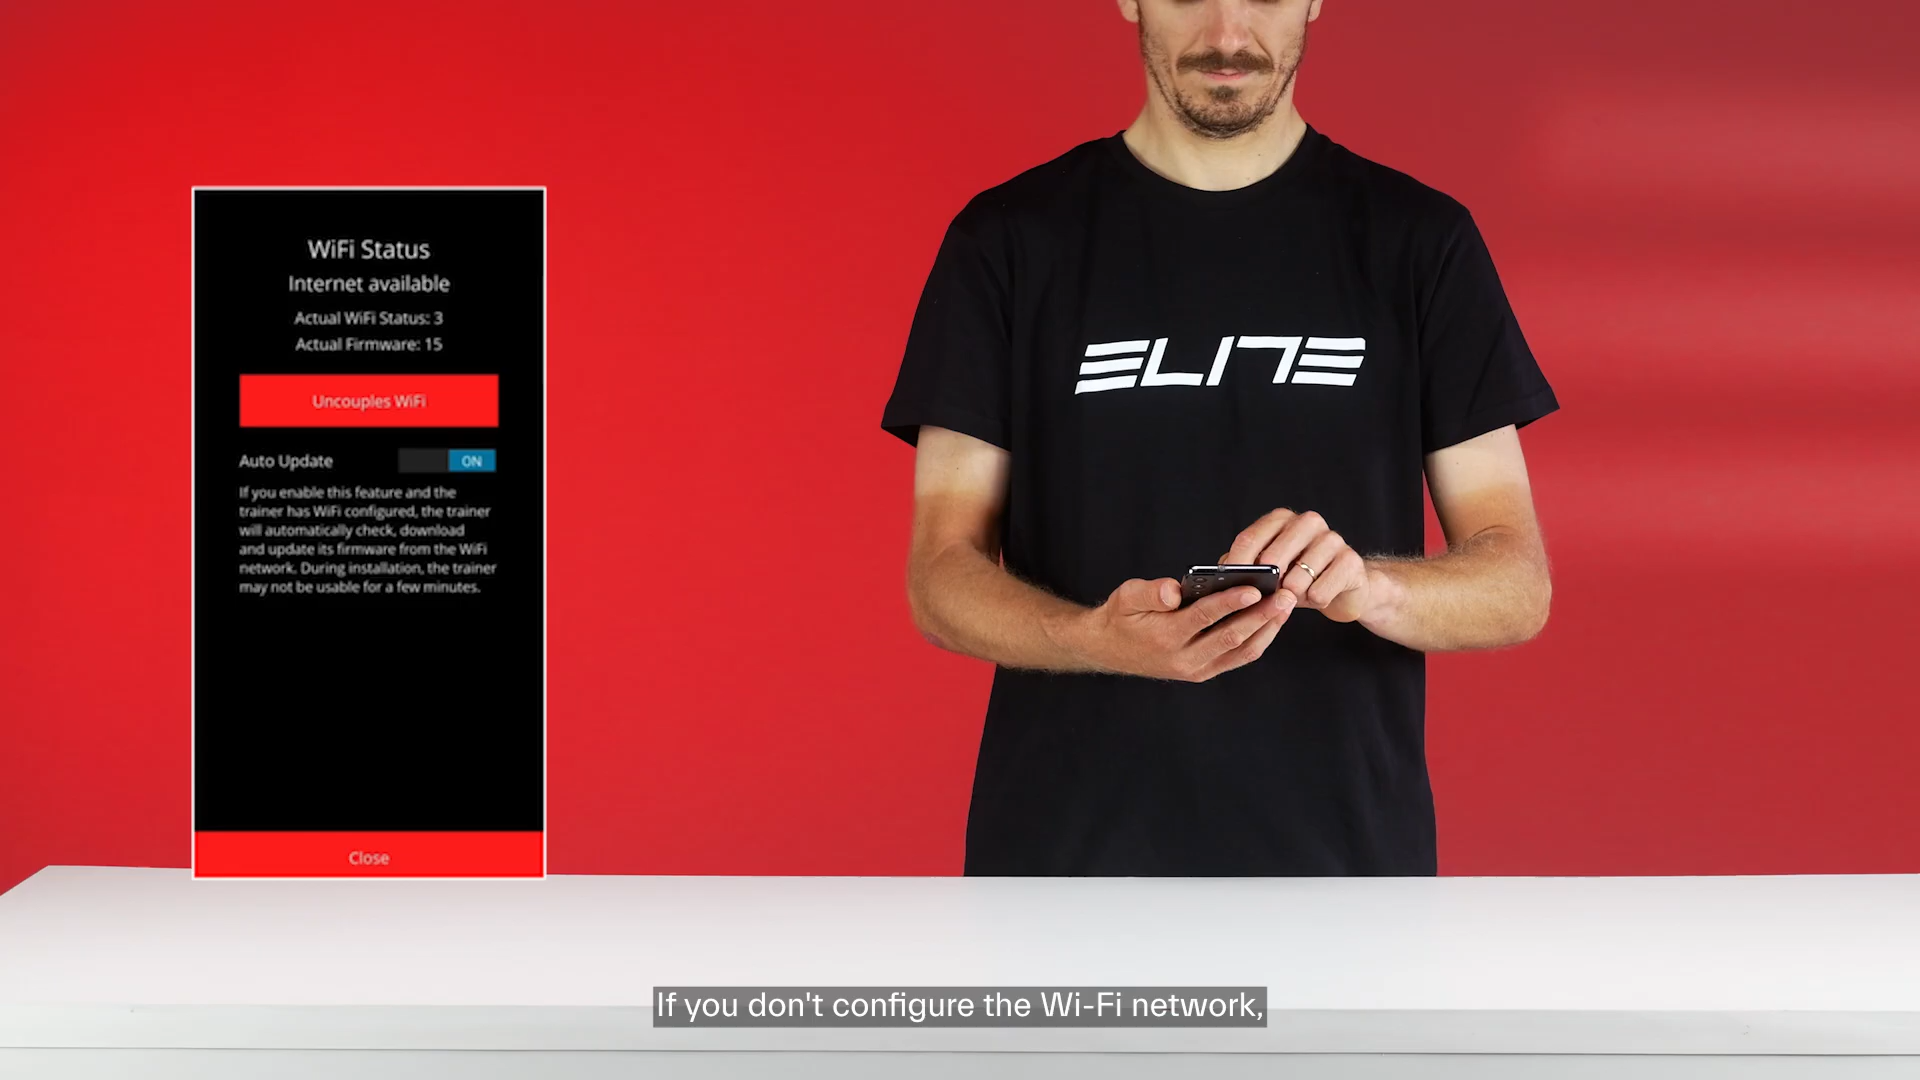 WiFi Status
Internet available
Actual WiFi Status: 3
Actual Firmware: 15
Uncouples WiFi
Auto Update ON
If you enable this feature and the
trainer has WiFi configured, the trainer
will automatically check, download
and update its firmware from the WiFi
network. During installation, the trainer
may not be usable for a few minutes.
Close
ELITE
If you don't configure the Wi-Fi network,